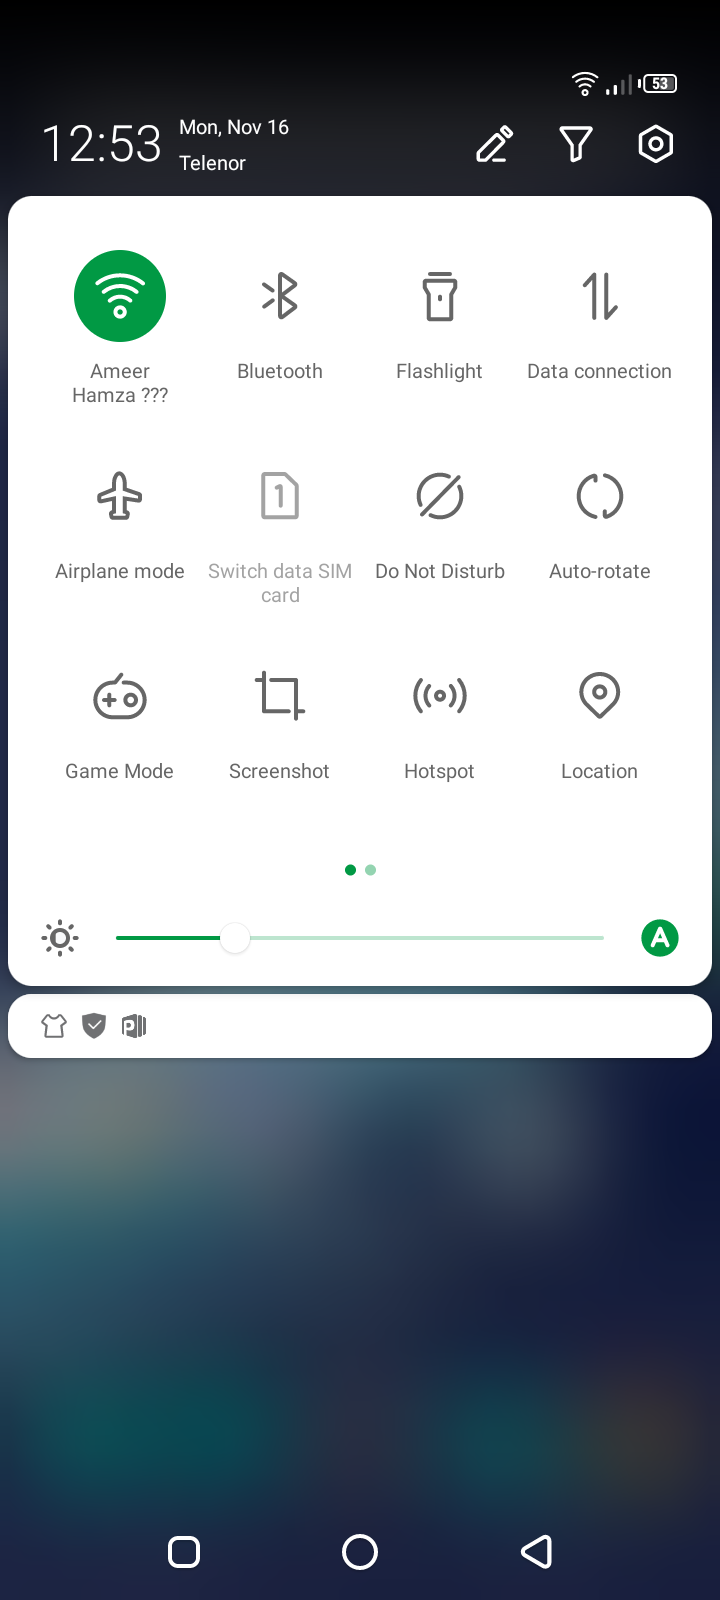 53
12:53
Mon, Nov 16
Telenor
Ameer
Hamza ???
Bluetooth
Flashlight
Data connection
1
Airplane mode
Switch data SIM
card
Do Not Disturb
Auto-rotate
Game Mode
Screenshot
Hotspot
Location
A